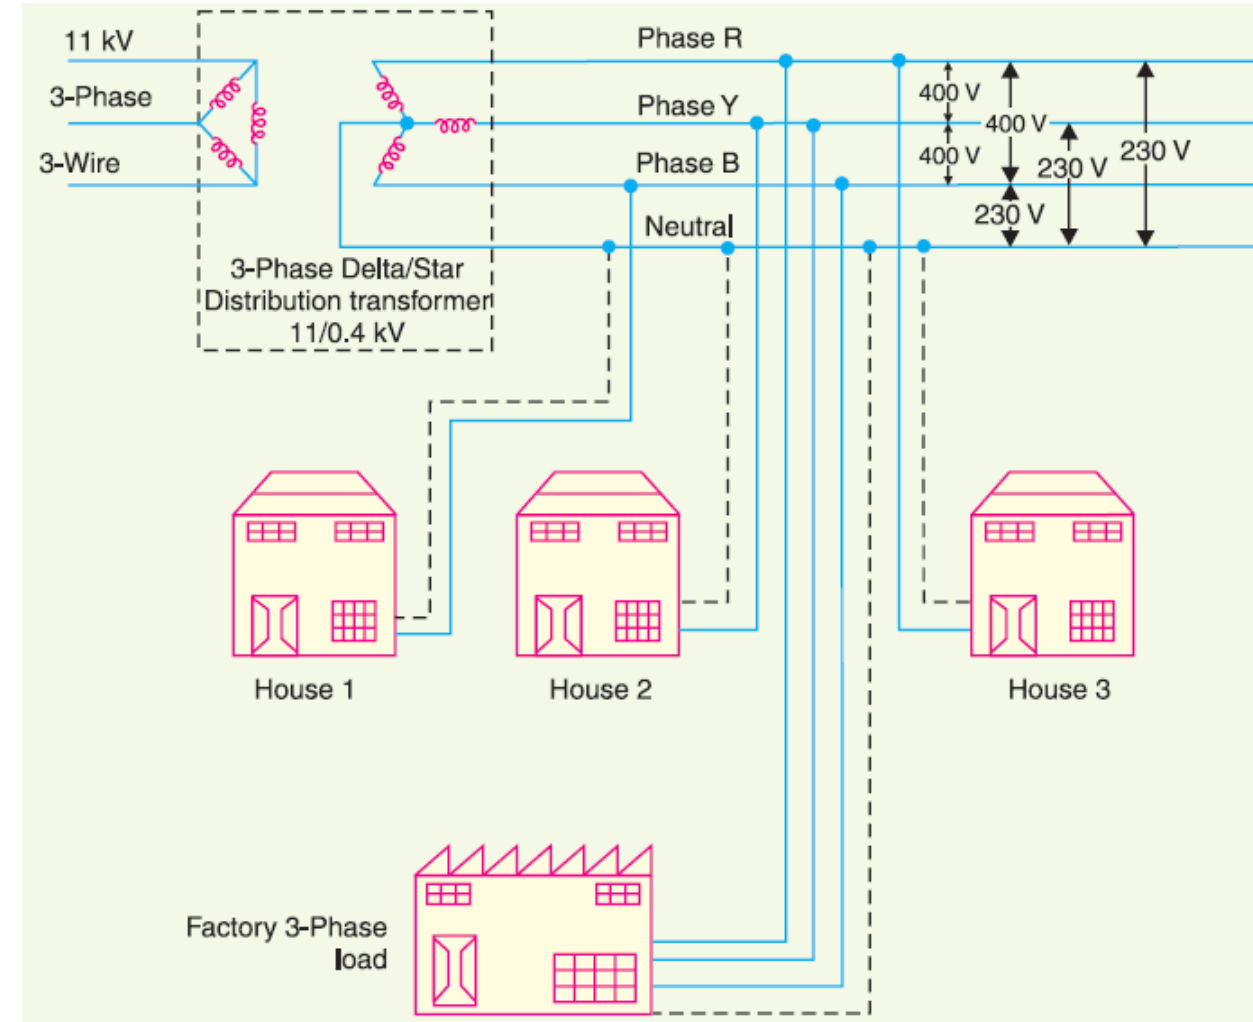 11 kV
3-Phase
3-Wire
3-Phase Delta/Star
Distribution transformer
11/0.4 kV
Phase R
Phase Y
Phase B
Neutral
400 V
400 V
400 V
230 V
230 V
230 V
House 1
House 2
House 3
Factory 3-Phase
load